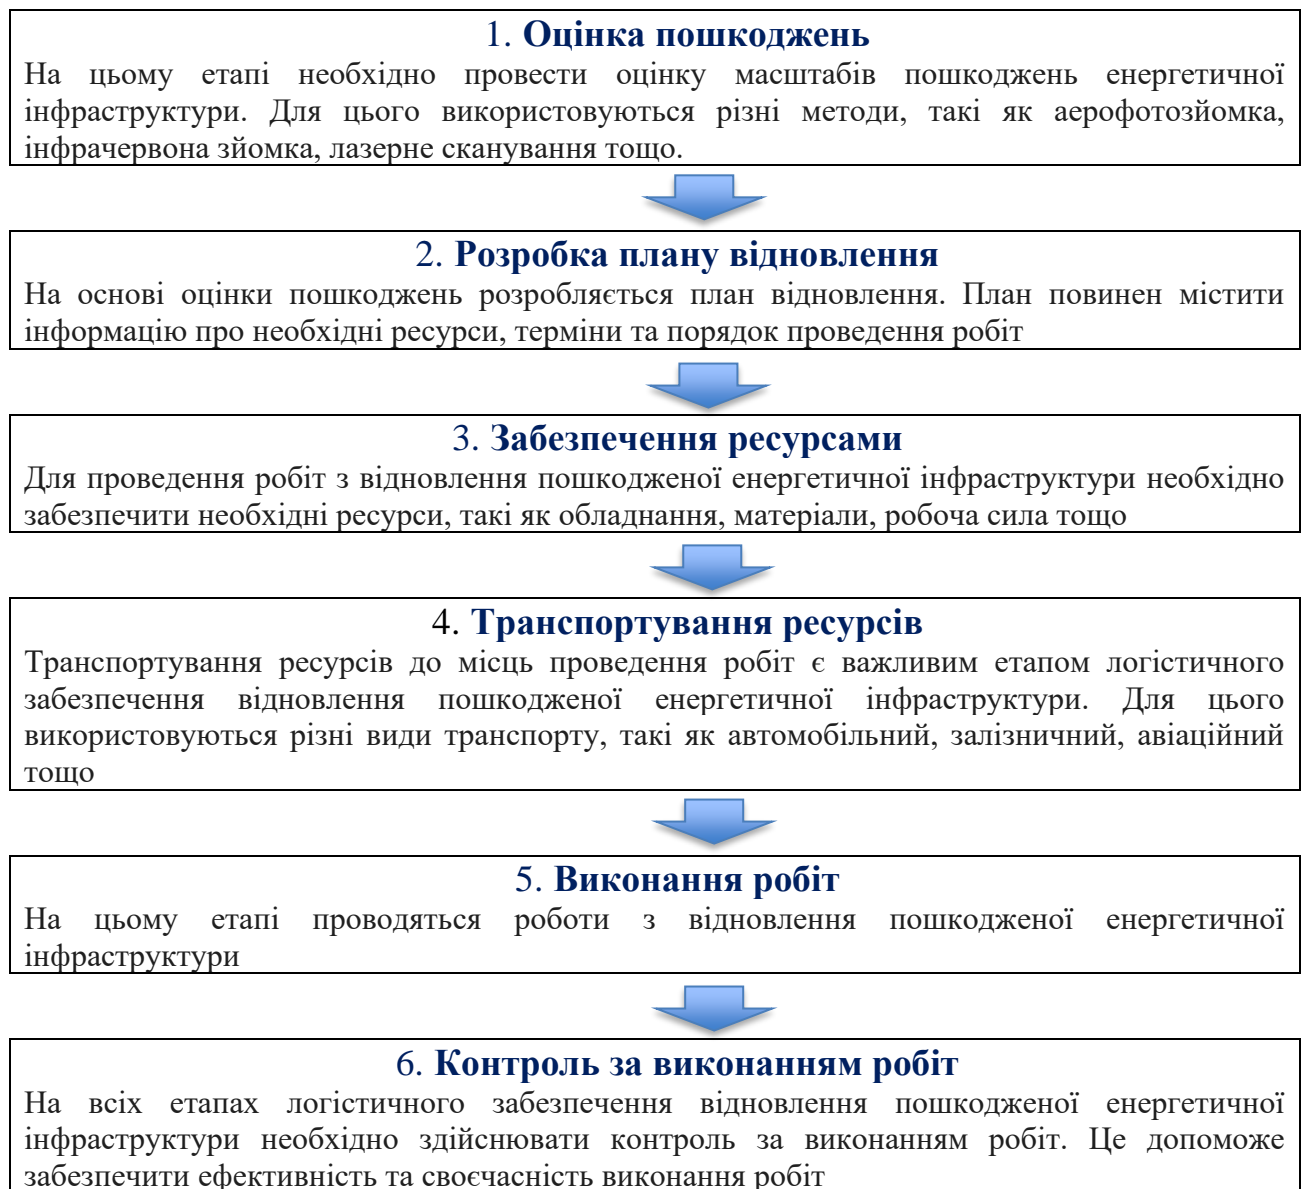 1. Оцінка пошкоджень
На цьому етапі необхідно провести оцінку масштабів пошкоджень енергетичної
інфраструктури. Для цього використовуються різні методи, такі як аерофотозйомка,
інфрачервона зйомка, лазерне сканування тощо.
2. Розробка плану відновлення
На основі оцінки пошкоджень розробляється план відновлення. План повинен містити
інформацію про необхідні ресурси, терміни та порядок проведення робіт
3. Забезпечення ресурсами
Для проведення робіт з відновлення пошкодженої енергетичної інфраструктури необхідно
забезпечити необхідні ресурси, такі як обладнання, матеріали, робоча сила тощо
4. Транспортування ресурсів
Транспортування ресурсів до місць проведення робіт є важливим етапом логістичного
забезпечення відновлення пошкодженої енергетичної інфраструктури. Для цього
використовуються різні види транспорту, такі як автомобільний, залізничний, авіаційний
тощо
5. Виконання робіт
На цьому етапі проводяться роботи з відновлення пошкодженої енергетичної
інфраструктури
6. Контроль за виконанням робіт
На всіх етапах логістичного забезпечення відновлення пошкодженої енергетичної
інфраструктури необхідно здійснювати контроль за виконанням робіт. Це допоможе
забезпечити ефективність та своєчасність виконання робіт